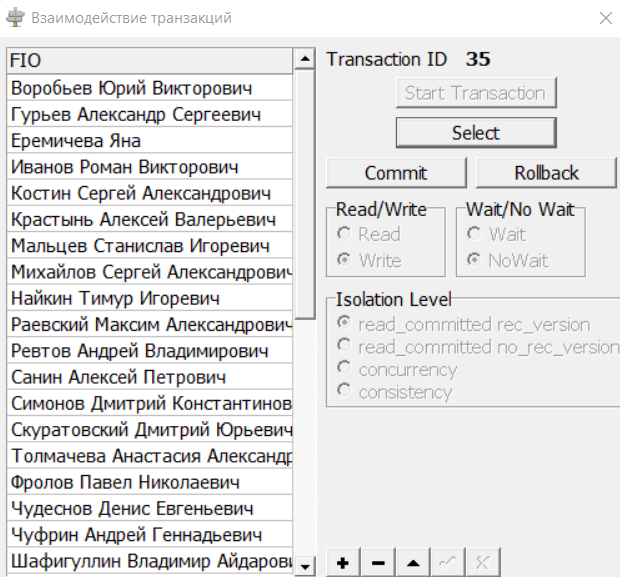 Взаимодействие транзакций
FIO
Воробьев Юрий Викторович
Гурьев Александр Сергеевич
Еремичева Яна
Иванов Роман Викторович
Костин Сергей Александрович
Крастынь Алексей Валерьевич
Мальцев Станислав Игоревич
Михайлов Сергей Александрович
Найкин Тимур Игоревич
Раевский Максим Александрович
Ревтов Андрей Владимирович
Санин Алексей Петрович
Симонов Дмитрий Константинов
Скуратовский Дмитрий Юрьевич
Толмачева Анастасия Александр
Фролов Павел Николаевич
Чудеснов Денис Евгеньевич
Чуфрин Андрей Геннадьевич
Шафигуллин Владимир Айдарови
Transaction ID 35
Start Transaction
Select
Commit Rollback
Read/Write Wait/No Wait
Read Wait
Write NoWait
Isolation Level
read_committed rec_version
read_committed no_rec_version
concurrency
consistency